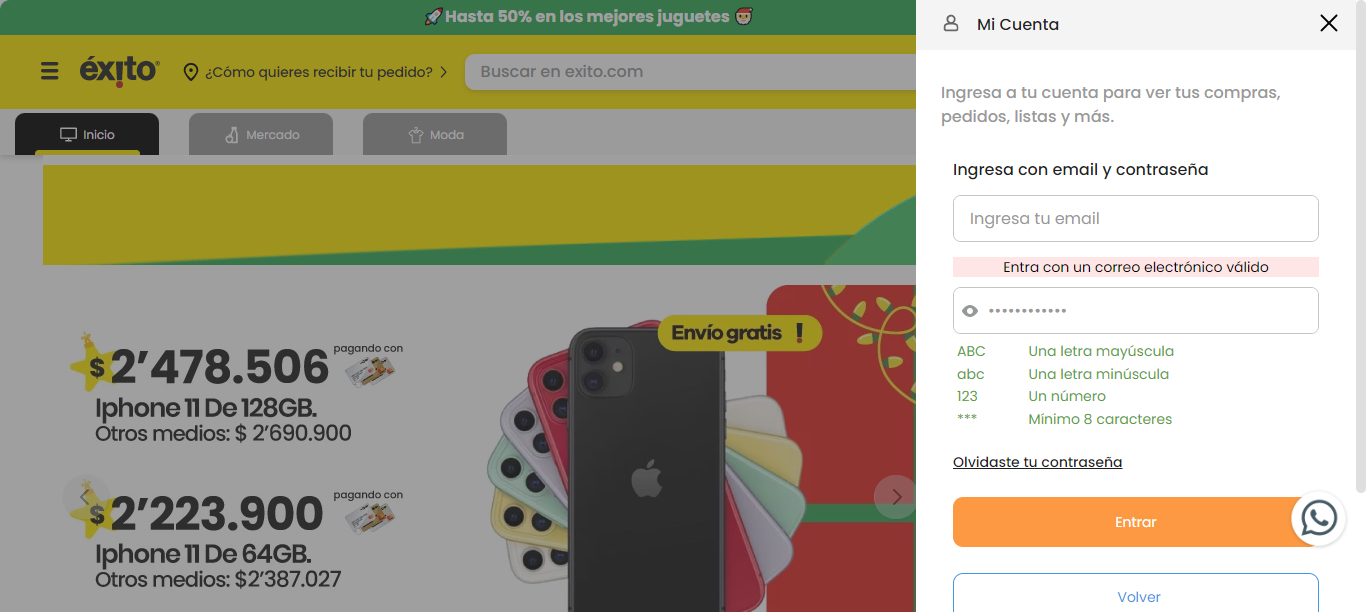 🚀 Hasta 50% en los mejores juguetes 🎅
éxito
¿Cómo quieres recibir tu pedido?
Buscar en exito.com
Inicio
Mercado
Moda
$2’478.506
pagando con
Iphone 11 De 128GB.
Otros medios: $ 2’690.900
$2’223.900
pagando con
Iphone 11 De 64GB.
Otros medios: $2’387.027
Envío gratis !
Mi Cuenta
Ingresa a tu cuenta para ver tus compras,
pedidos, listas y más.
Ingresa con email y contraseña
Ingresa tu email
Entra con un correo electrónico válido
••••••••••••
ABC Una letra mayúscula
abc Una letra minúscula
123 Un número
*** Mínimo 8 caracteres
Olvidaste tu contraseña
Entrar
Volver